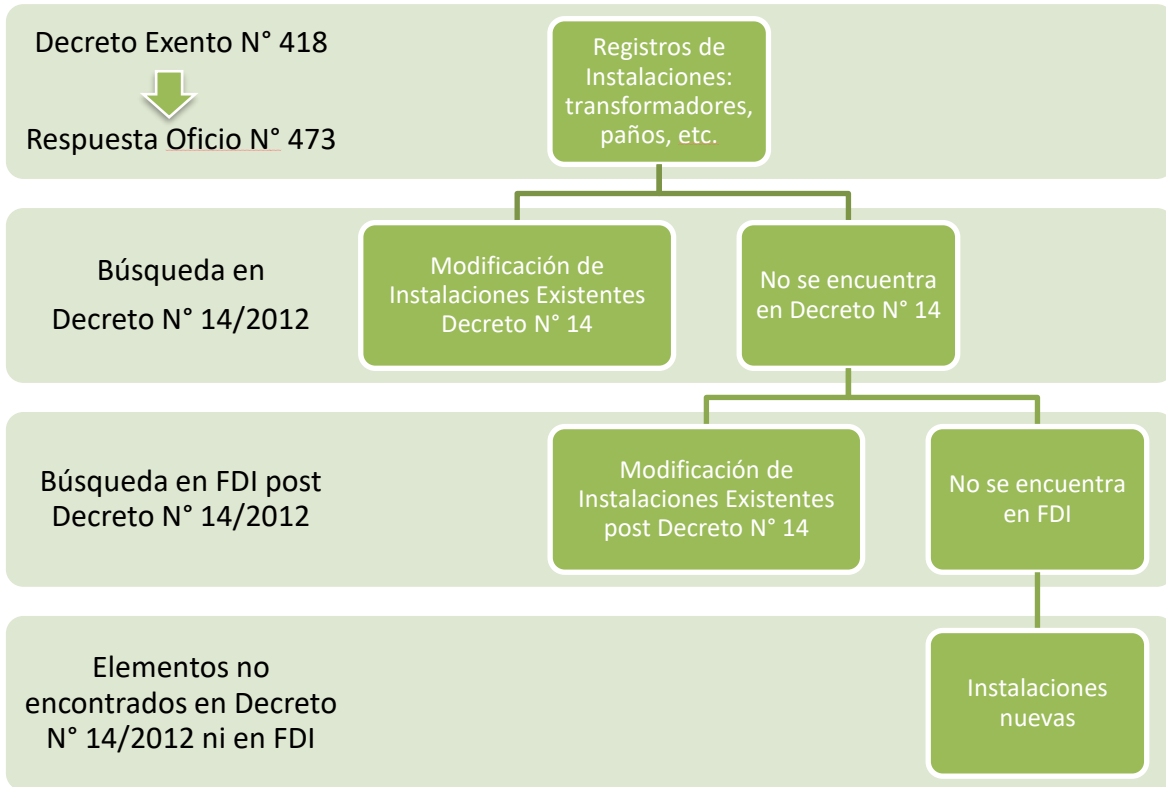 Decreto Exento N° 418
Respuesta Oficio N° 473
Registros de
Instalaciones:
transformadores,
paños, etc.
Búsqueda en
Decreto N° 14/2012
Modificación de
Instalaciones Existentes
Decreto N° 14
No se encuentra
en Decreto N° 14
Búsqueda en FDI post
Decreto N° 14/2012
Modificación de
Instalaciones Existentes
post Decreto N° 14
No se encuentra
en FDI
Elementos no
encontrados en Decreto
N° 14/2012 ni en FDI
Instalaciones
nuevas